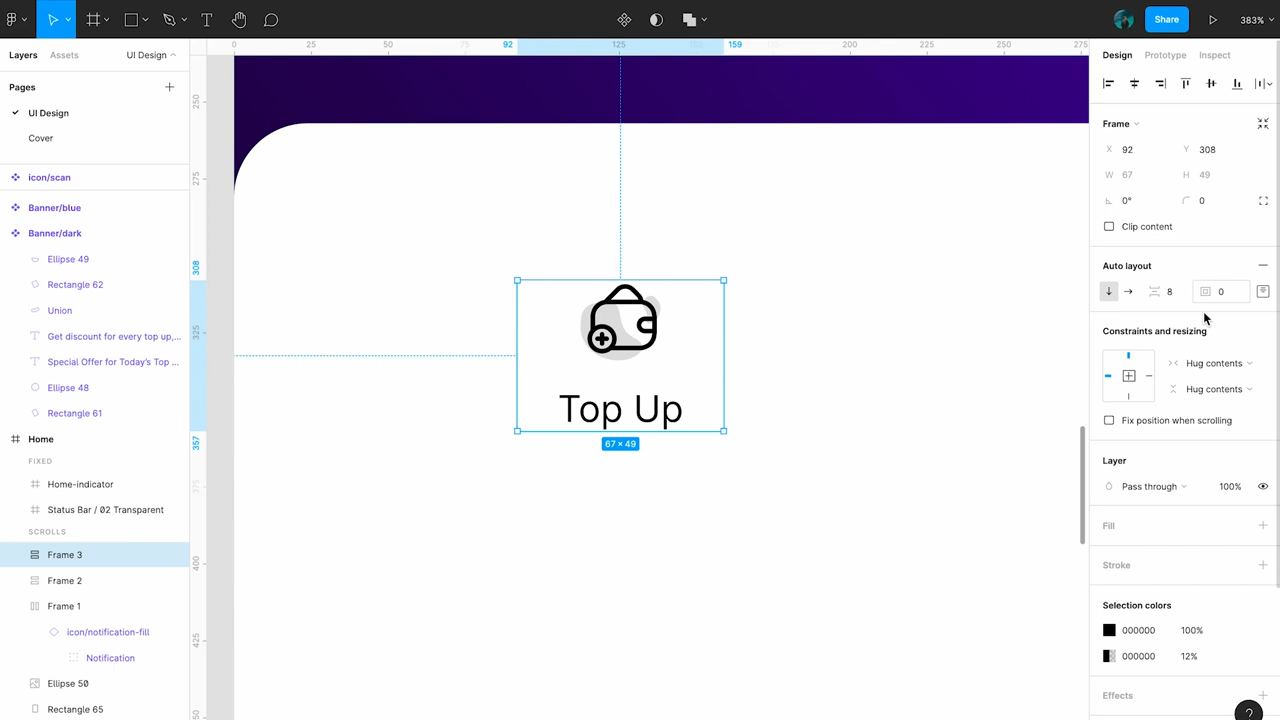 Share
383%
Layers
Assets
UI Design
Pages
UI Design
Cover
icon/scan
Banner/blue
Banner/dark
Ellipse 49
Rectangle 62
Union
Get discount for every top up,...
Special Offer for Today's Top ...
Ellipse 48
Rectangle 61
Home
FIXED
Home-indicator
Status Bar / 02 Transparent
SCROLLS
Frame 3
Frame 2
Frame 1
icon/notification-fill
Notification
Ellipse 50
Rectangle 65
0 25 50 75 92 125 159 200 225 250 275
250
275
308
325
357
375
400
425
Top Up
67 × 49
Design
Prototype
Inspect
Frame
X 92 Y 308
W 67 H 49
0° 0
Clip content
Auto layout
8 0
Constraints and resizing
Hug contents
Hug contents
Fix position when scrolling
Layer
Pass through 100%
Fill
Stroke
Selection colors
000000 100%
000000 12%
Effects
?